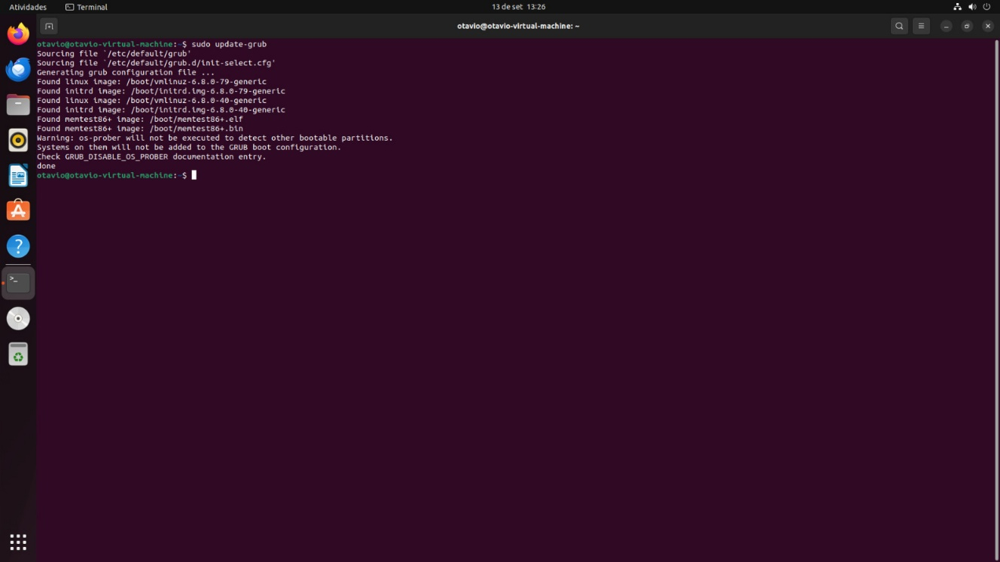 Atividades
Terminal
13 de set 13:26
otavio@otavio-virtual-machine: ~
otavio@otavio-virtual-machine:~$ sudo update-grub
Sourcing file `/etc/default/grub'
Sourcing file `/etc/default/grub.d/init-select.cfg'
Generating grub configuration file ...
Found linux image: /boot/vmlinuz-6.8.0-79-generic
Found initrd image: /boot/initrd.img-6.8.0-79-generic
Found linux image: /boot/vmlinuz-6.8.0-40-generic
Found initrd image: /boot/initrd.img-6.8.0-40-generic
Found memtest86+ image: /boot/memtest86+.elf
Found memtest86+ image: /boot/memtest86+.bin
Warning: os-prober will not be executed to detect other bootable partitions.
Systems on them will not be added to the GRUB boot configuration.
Check GRUB_DISABLE_OS_PROBER documentation entry.
done
otavio@otavio-virtual-machine:~$